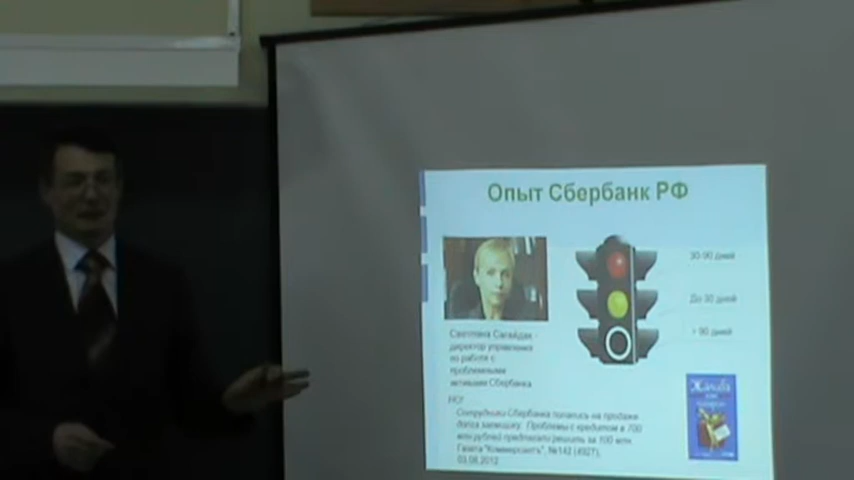 Опыт Сбербанк РФ
Светлана Сагайдак -
директор управления
по работе с
проблемными
активами Сбербанка
30-90 дней
До 30 дней
> 90 дней
НО!
Сотрудники Сбербанка попались на продаже
долга заемщику. Проблемы с кредитом в 700
млн рублей предлагали решить за 100 млн.
Газета "Коммерсантъ", №142 (4927),
03.08.2012
Жалоба